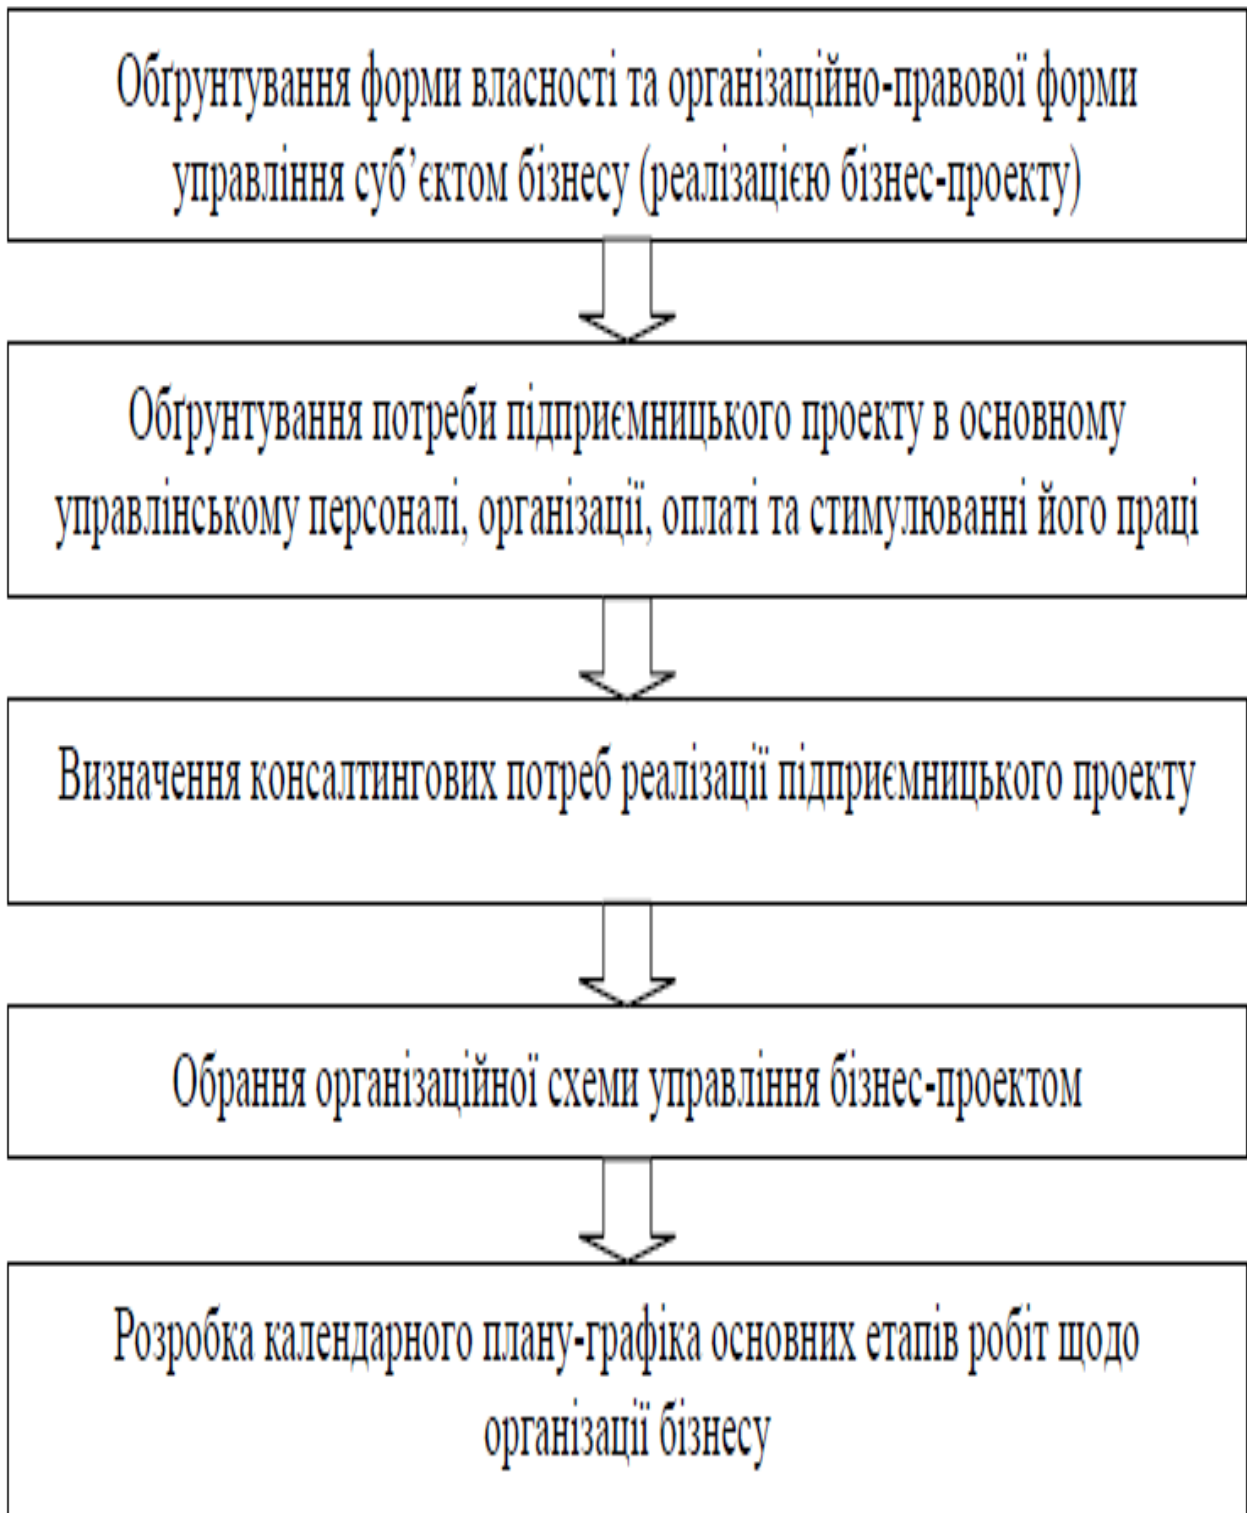 Обґрунтування форми власності та організаційно-правової форми
управління суб’єктом бізнесу (реалізацією бізнес-проекту)
Обґрунтування потреби підприємницького проекту в основному
управлінському персоналі, організації, оплаті та стимулюванні його праці
Визначення консалтингових потреб реалізації підприємницького проекту
Обрання організаційної схеми управління бізнес-проектом
Розробка календарного плану-графіка основних етапів робіт щодо
організації бізнесу